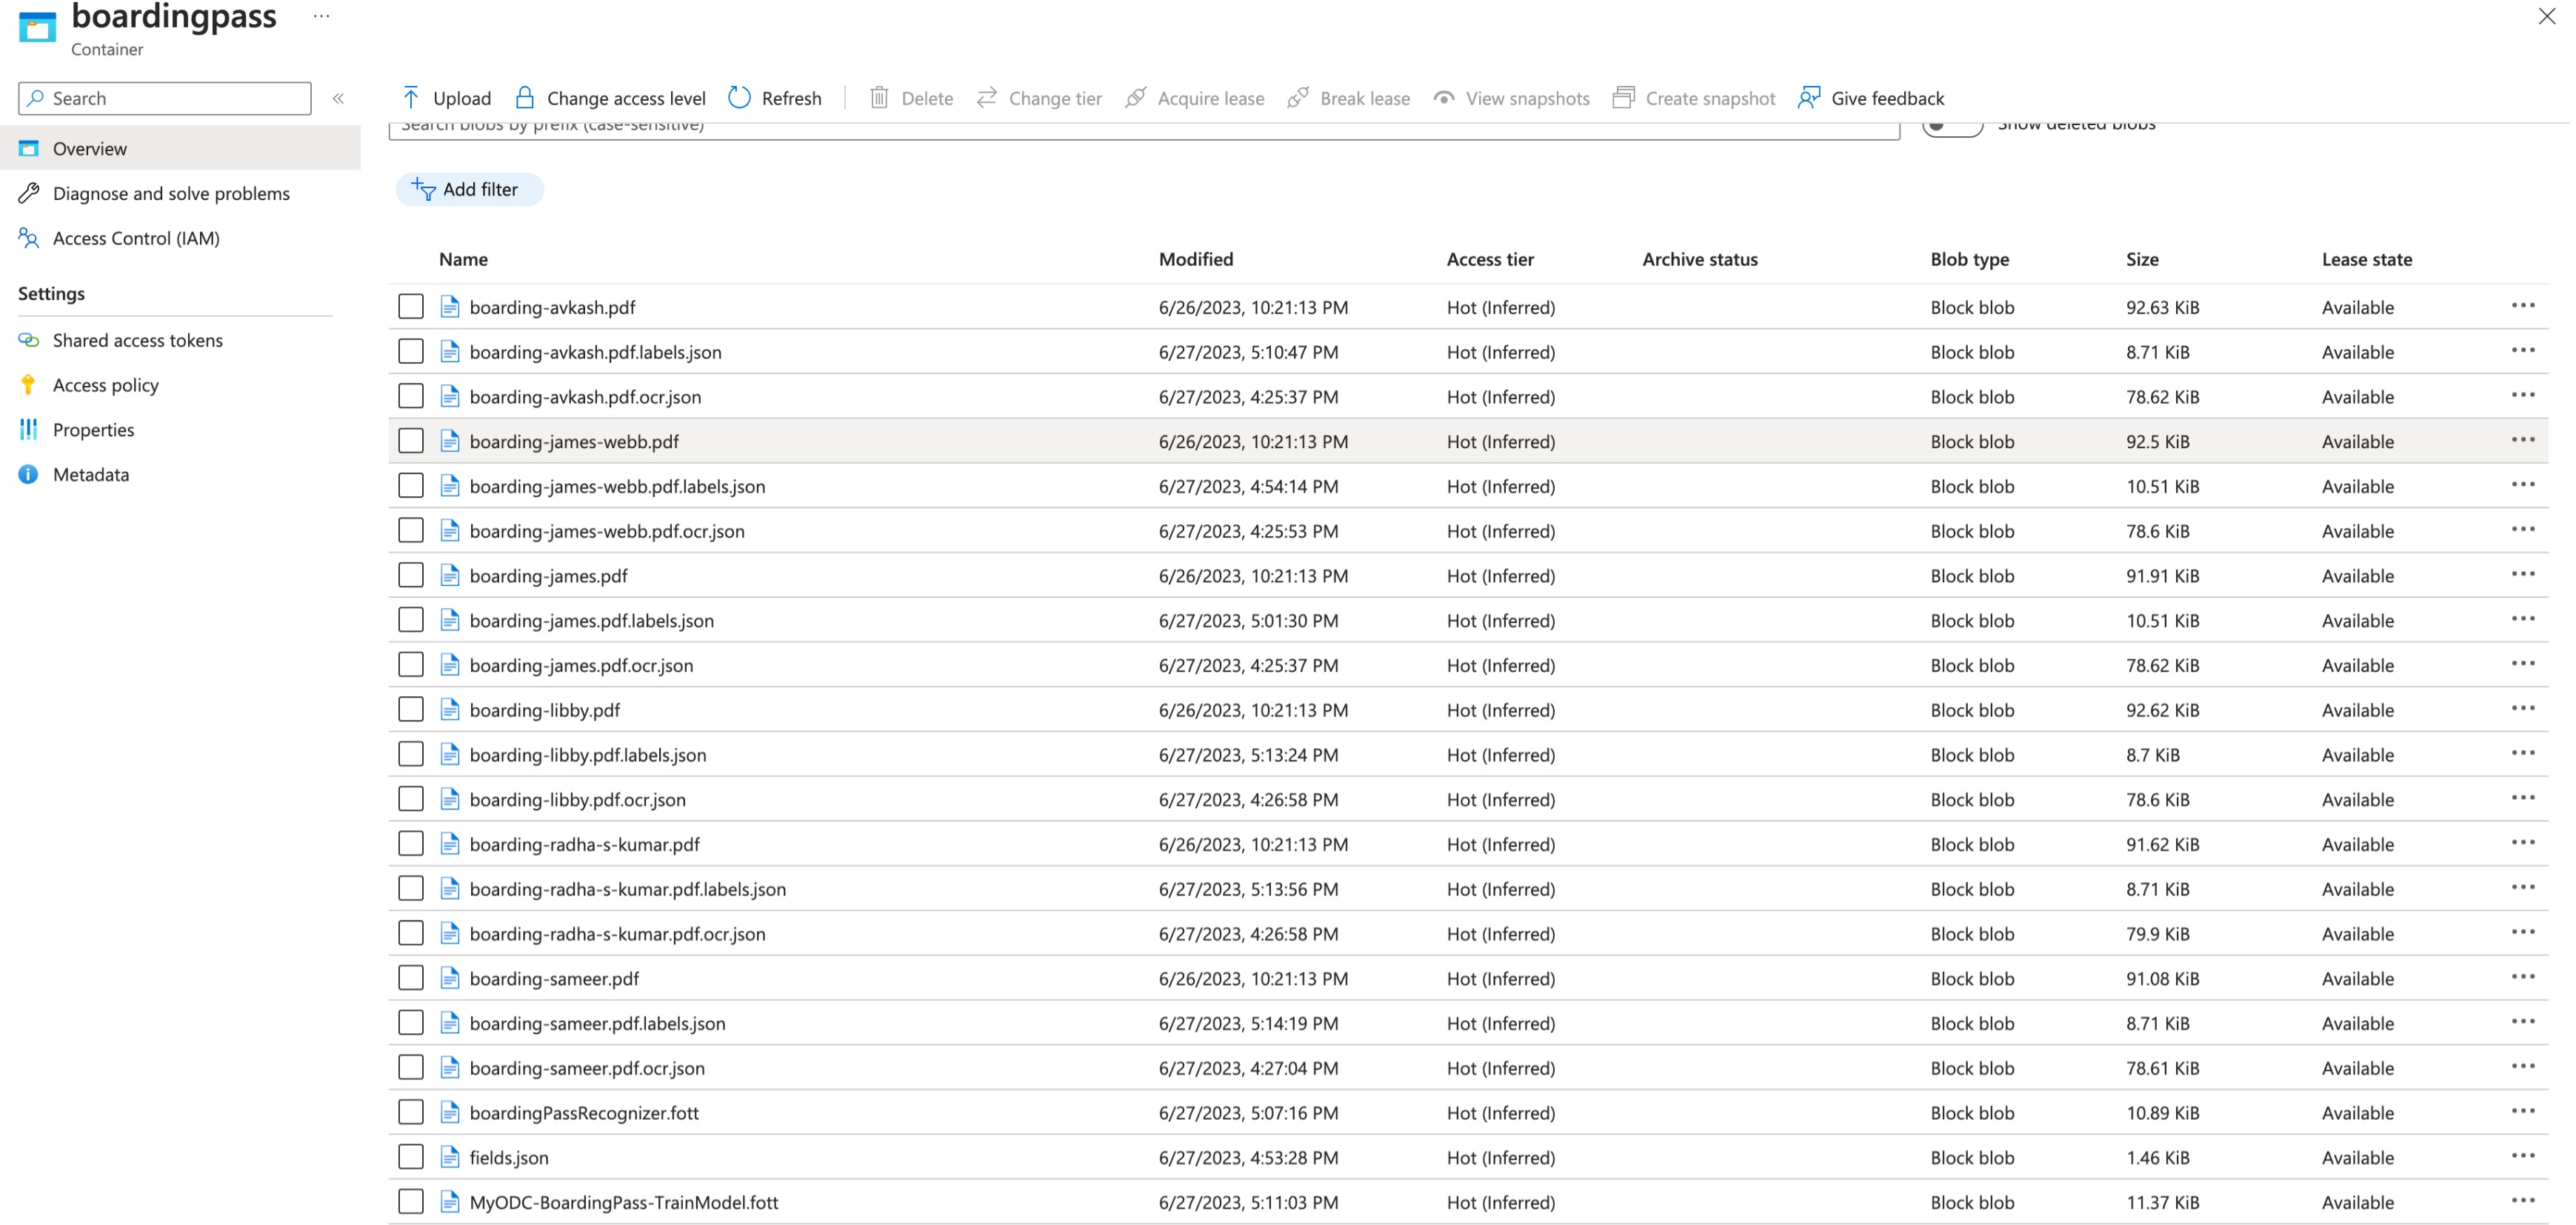 boardingpass ...
Container
Search «
Upload Change access level Refresh Delete Change tier Acquire lease Break lease View snapshots Create snapshot Give feedback
Search blobs by prefix (case-sensitive) Show deleted blobs
Overview
Diagnose and solve problems
Access Control (IAM)
Settings
Shared access tokens
Access policy
Properties
Metadata
Add filter
Name Modified Access tier Archive status Blob type Size Lease state
boarding-avkash.pdf 6/26/2023, 10:21:13 PM Hot (Inferred) Block blob 92.63 KiB Available ...
boarding-avkash.pdf.labels.json 6/27/2023, 5:10:47 PM Hot (Inferred) Block blob 8.71 KiB Available ...
boarding-avkash.pdf.ocr.json 6/27/2023, 4:25:37 PM Hot (Inferred) Block blob 78.62 KiB Available ...
boarding-james-webb.pdf 6/26/2023, 10:21:13 PM Hot (Inferred) Block blob 92.5 KiB Available ...
boarding-james-webb.pdf.labels.json 6/27/2023, 4:54:14 PM Hot (Inferred) Block blob 10.51 KiB Available ...
boarding-james-webb.pdf.ocr.json 6/27/2023, 4:25:53 PM Hot (Inferred) Block blob 78.6 KiB Available ...
boarding-james.pdf 6/26/2023, 10:21:13 PM Hot (Inferred) Block blob 91.91 KiB Available ...
boarding-james.pdf.labels.json 6/27/2023, 5:01:30 PM Hot (Inferred) Block blob 10.51 KiB Available ...
boarding-james.pdf.ocr.json 6/27/2023, 4:25:37 PM Hot (Inferred) Block blob 78.62 KiB Available ...
boarding-libby.pdf 6/26/2023, 10:21:13 PM Hot (Inferred) Block blob 92.62 KiB Available ...
boarding-libby.pdf.labels.json 6/27/2023, 5:13:24 PM Hot (Inferred) Block blob 8.7 KiB Available ...
boarding-libby.pdf.ocr.json 6/27/2023, 4:26:58 PM Hot (Inferred) Block blob 78.6 KiB Available ...
boarding-radha-s-kumar.pdf 6/26/2023, 10:21:13 PM Hot (Inferred) Block blob 91.62 KiB Available ...
boarding-radha-s-kumar.pdf.labels.json 6/27/2023, 5:13:56 PM Hot (Inferred) Block blob 8.71 KiB Available ...
boarding-radha-s-kumar.pdf.ocr.json 6/27/2023, 4:26:58 PM Hot (Inferred) Block blob 79.9 KiB Available ...
boarding-sameer.pdf 6/26/2023, 10:21:13 PM Hot (Inferred) Block blob 91.08 KiB Available ...
boarding-sameer.pdf.labels.json 6/27/2023, 5:14:19 PM Hot (Inferred) Block blob 8.71 KiB Available ...
boarding-sameer.pdf.ocr.json 6/27/2023, 4:27:04 PM Hot (Inferred) Block blob 78.61 KiB Available ...
boardingPassRecognizer.fott 6/27/2023, 5:07:16 PM Hot (Inferred) Block blob 10.89 KiB Available ...
fields.json 6/27/2023, 4:53:28 PM Hot (Inferred) Block blob 1.46 KiB Available ...
MyODC-BoardingPass-TrainModel.fott 6/27/2023, 5:11:03 PM Hot (Inferred) Block blob 11.37 KiB Available ...